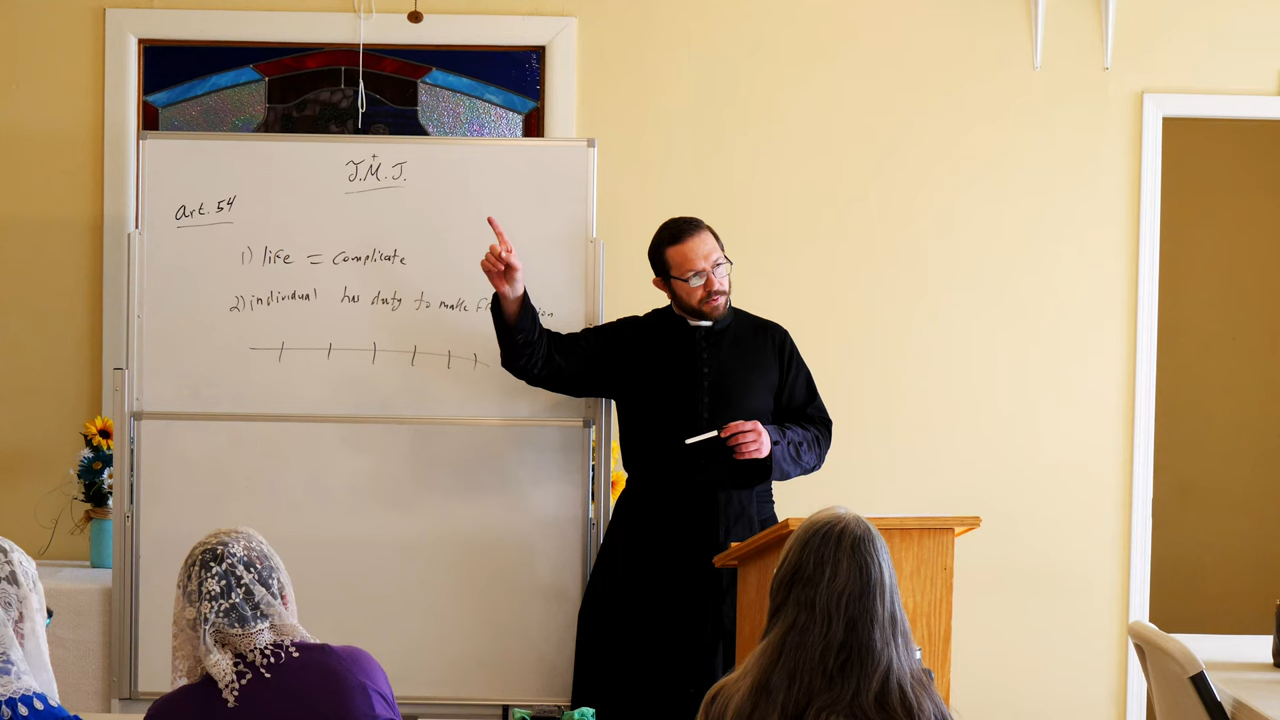 J.M.J.
Art. 54
1) life = complicate
2) individual has duty to make